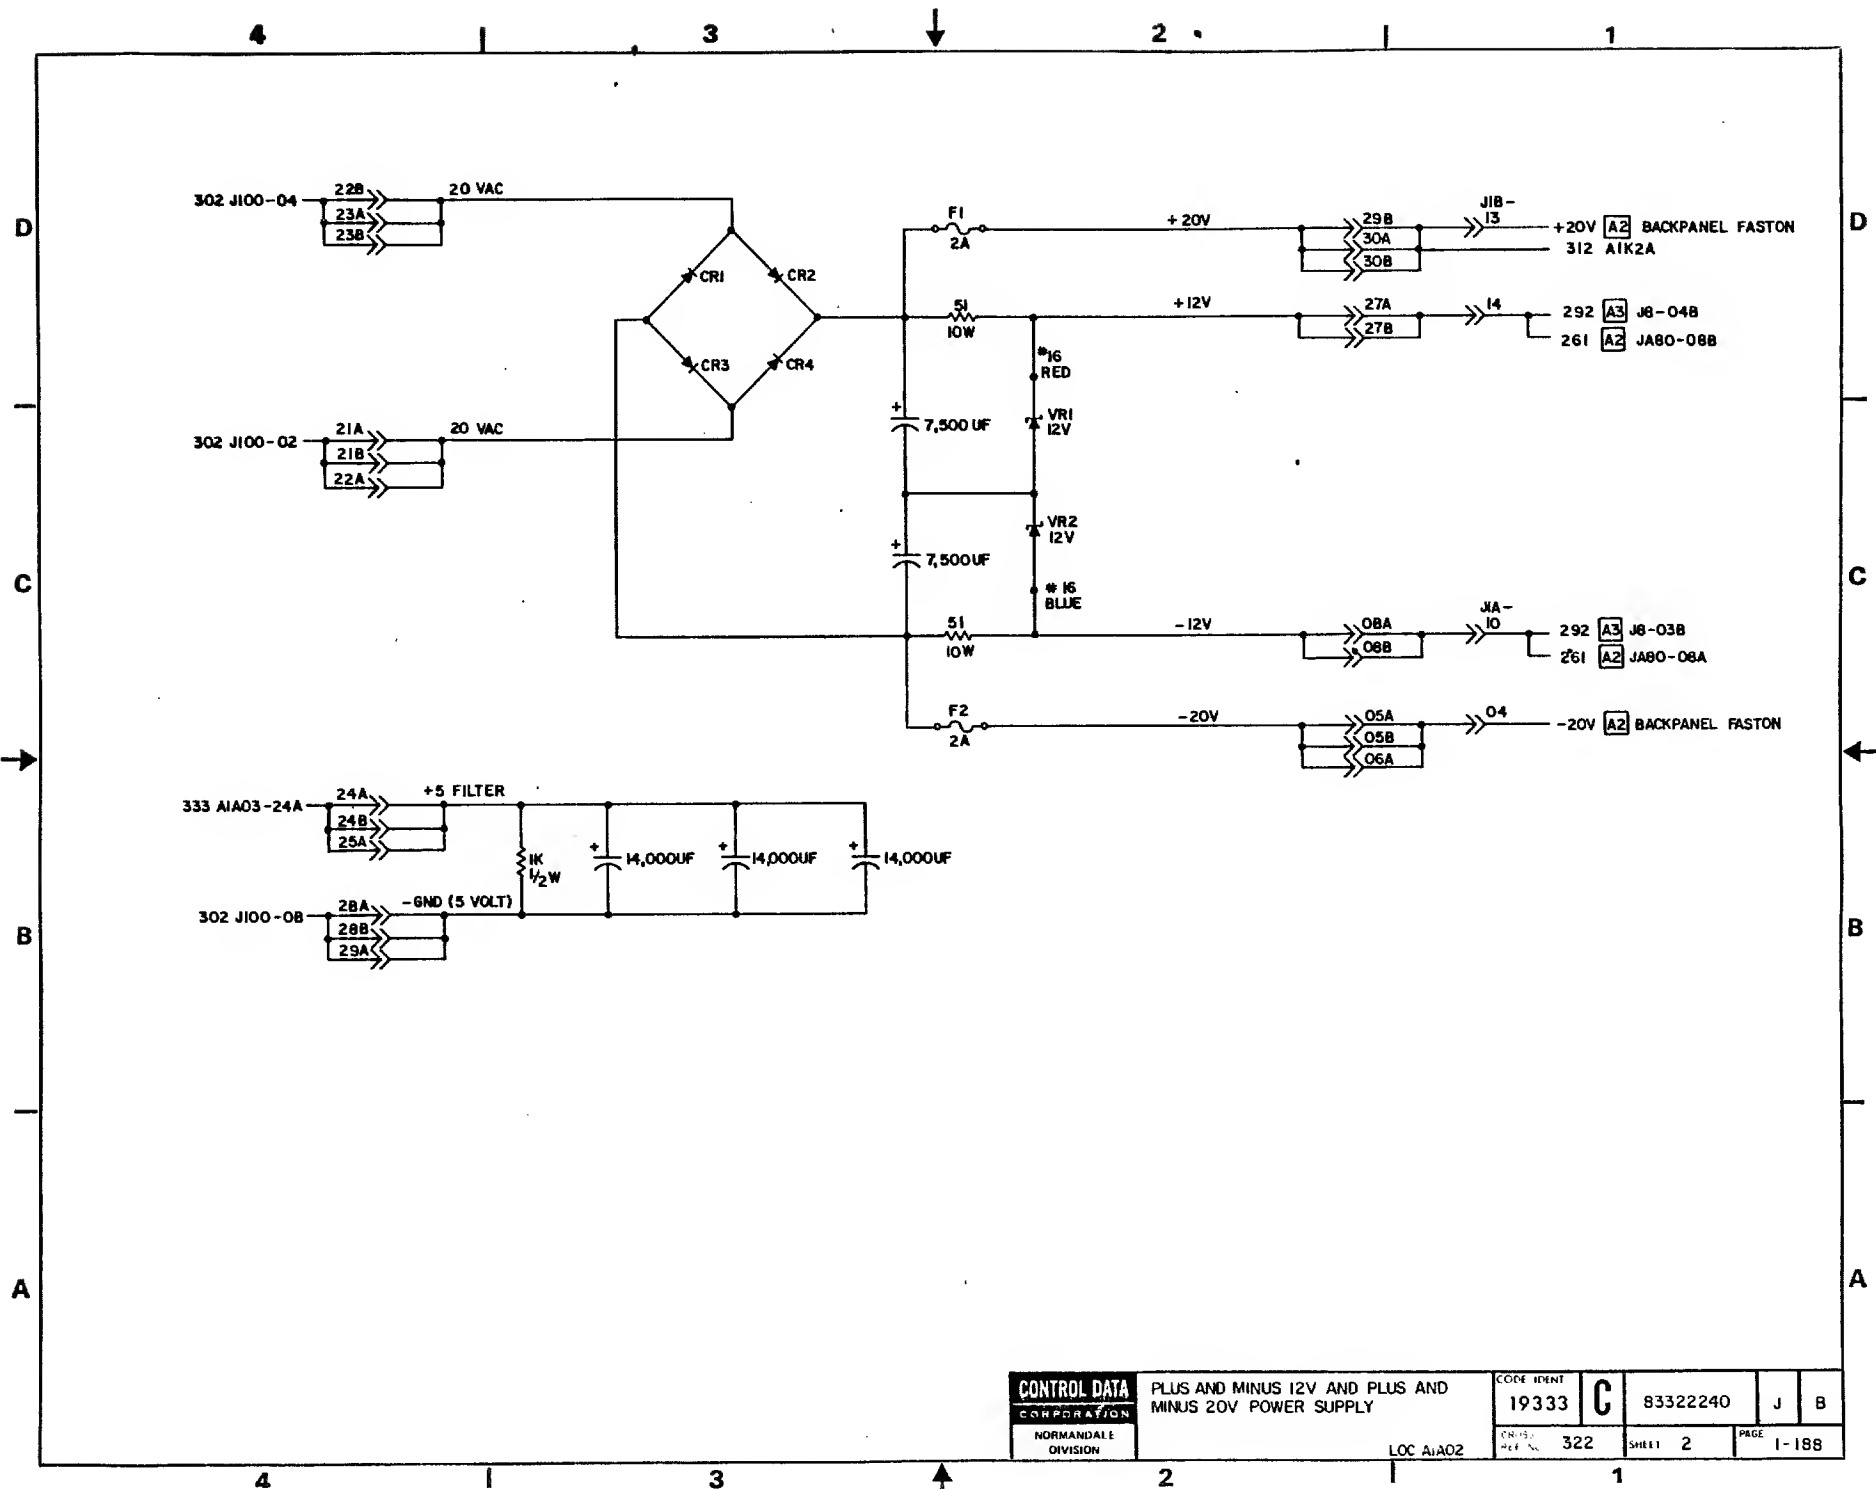 4 3 2 1
D
D
302 J100-04
22B
23A
23B
20 VAC
CR1
CR2
CR3
CR4
F1
2A
+20V
29B
30A
30B
J1B-
13
+20V A2 BACKPANEL FASTON
312 A1K2A
51
10W
+12V
27A
27B
14
292 A3 J8-04B
261 A2 JA80-08B
#16
RED
302 J100-02
21A
21B
22A
20 VAC
+
7,500 UF
VR1
12V
+
7,500UF
VR2
12V
C
C
#16
BLUE
51
10W
-12V
08A
08B
J1A-
10
292 A3 J8-03B
261 A2 JA80-08A
F2
2A
-20V
05A
05B
06A
04
-20V A2 BACKPANEL FASTON
333 A1A03-24A
24A
24B
25A
+5 FILTER
1K
1/2W
+
14,000UF
+
14,000UF
+
14,000UF
302 J100-08
28A
28B
29A
-GND (5 VOLT)
B
B
A
A
CONTROL DATA
CORPORATION
NORMANDALE
DIVISION
PLUS AND MINUS 12V AND PLUS AND
MINUS 20V POWER SUPPLY
LOC A1A02
CODE IDENT
19333
C
83322240
J
B
CROSS
REF No.
322
SHEET 2
PAGE
1-188
4 3 2 1